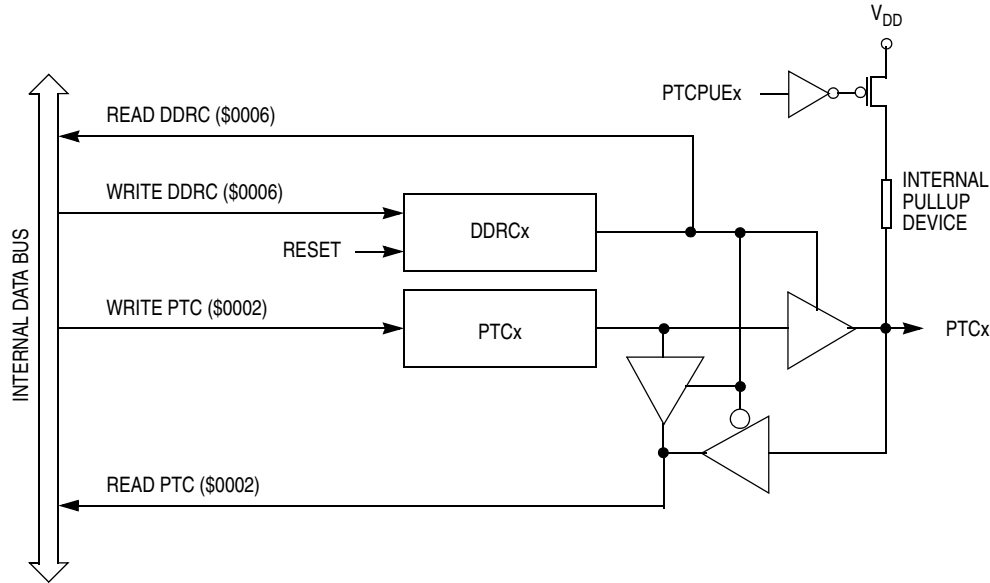 VDD
PTCPUEx
READ DDRC ($0006)
INTERNAL
PULLUP
DEVICE
WRITE DDRC ($0006)
DDRCx
RESET
INTERNAL DATA BUS
WRITE PTC ($0002)
PTCx
PTCx
READ PTC ($0002)